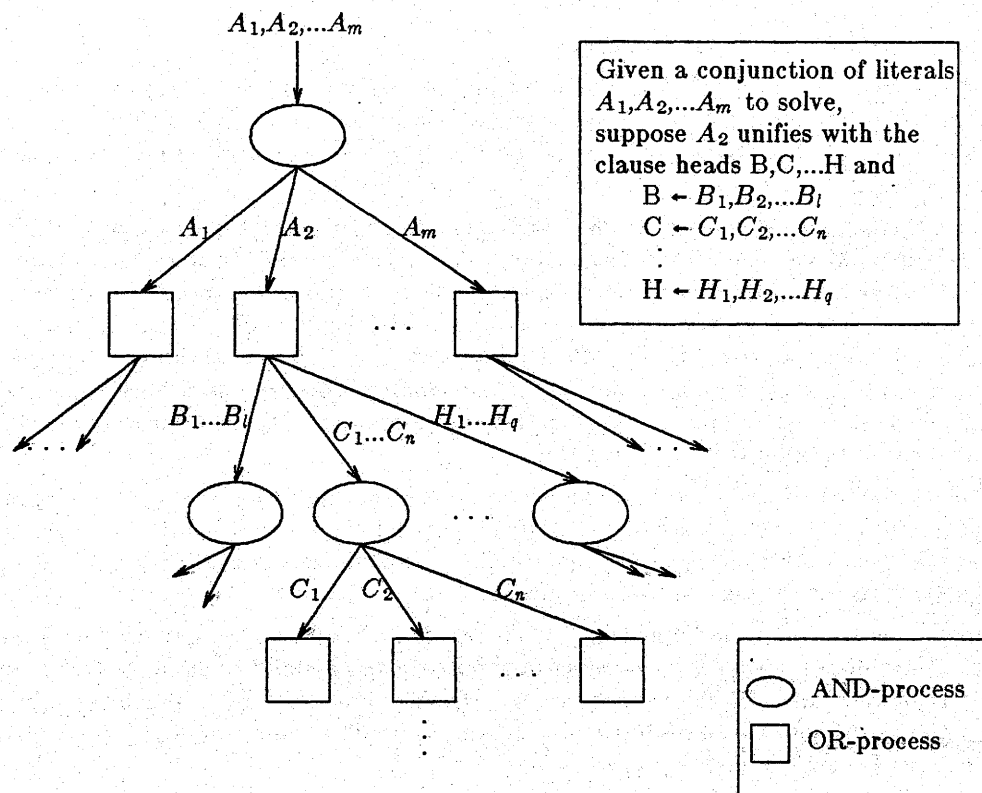 A₁,A₂,...Aₘ
Given a conjunction of literals
A₁,A₂,...Aₘ to solve,
suppose A₂ unifies with the
clause heads B,C,...H and
B ← B₁,B₂,...Bₗ
C ← C₁,C₂,...Cₙ
⋮
H ← H₁,H₂,...H_q
A₁ A₂ Aₘ
...
B₁...Bₗ C₁...Cₙ H₁...H_q
... ...
...
C₁ C₂ Cₙ
...
⋮
AND-process
OR-process